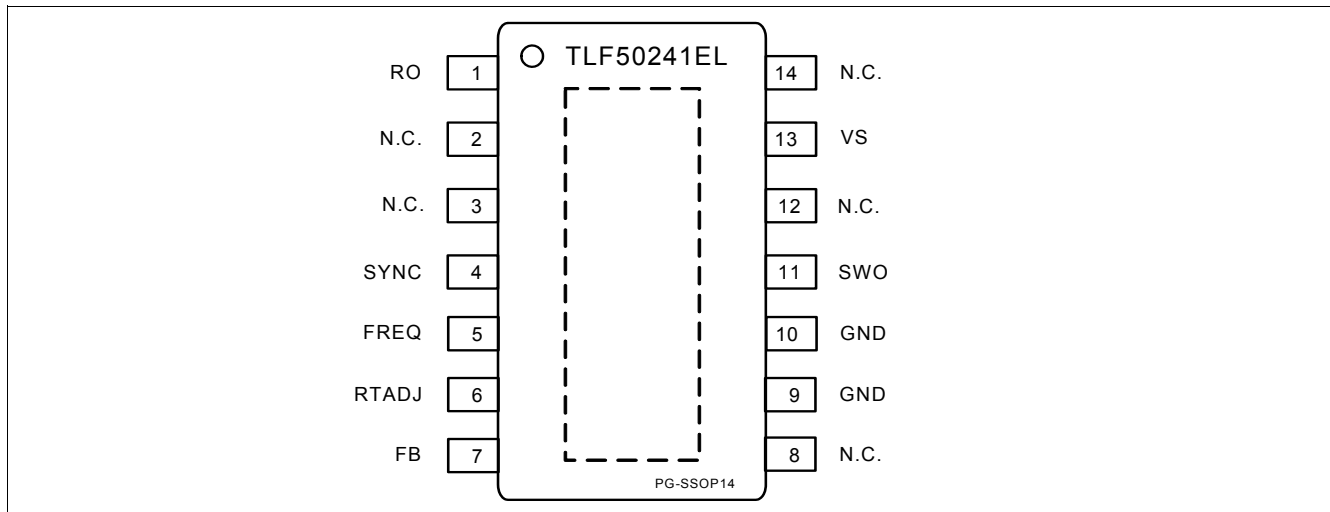 TLF50241EL
RO 1 14 N.C.
N.C. 2 13 VS
N.C. 3 12 N.C.
SYNC 4 11 SWO
FREQ 5 10 GND
RTADJ 6 9 GND
FB 7 8 N.C.
PG-SSOP14